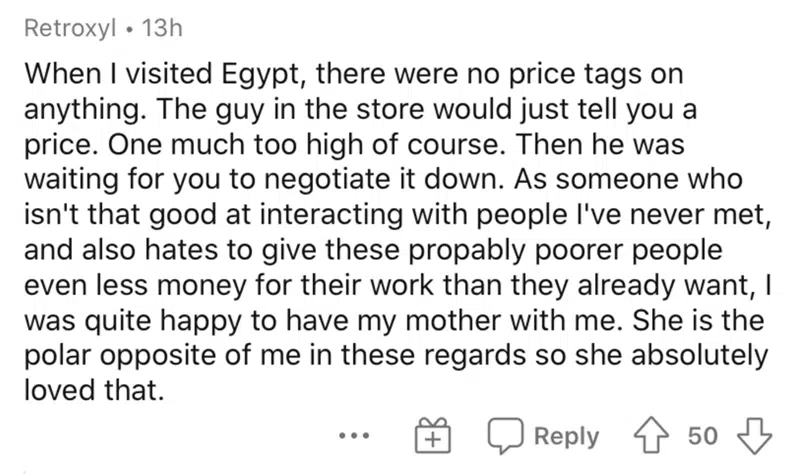 Retroxyl • 13h
When I visited Egypt, there were no price tags on
anything. The guy in the store would just tell you a
price. One much too high of course. Then he was
waiting for you to negotiate it down. As someone who
isn't that good at interacting with people I've never met,
and also hates to give these propably poorer people
even less money for their work than they already want, I
was quite happy to have my mother with me. She is the
polar opposite of me in these regards so she absolutely
loved that.
Reply 50